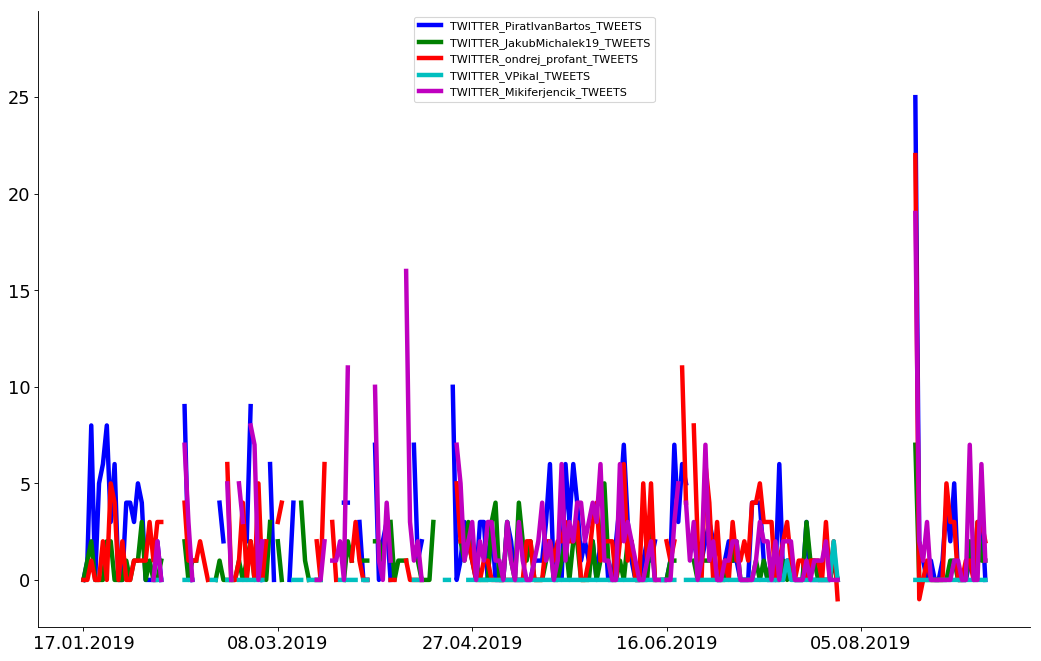 TWITTER_PiratIvanBartos_TWEETS
TWITTER_JakubMichalek19_TWEETS
TWITTER_ondrej_profant_TWEETS
TWITTER_VPikal_TWEETS
TWITTER_Mikiferjencik_TWEETS
25
20
15
10
5
0
17.01.2019 08.03.2019 27.04.2019 16.06.2019 05.08.2019